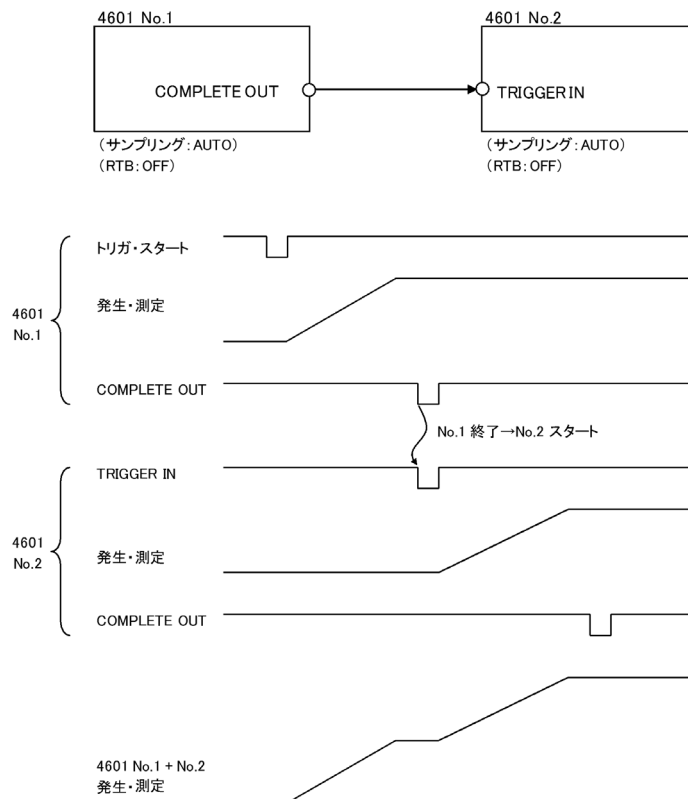 4601 No.1
4601 No.2
COMPLETE OUT
TRIGGER IN
(サンプリング:AUTO)
(RTB:OFF)
(サンプリング:AUTO)
(RTB:OFF)
4601
No.1
トリガ・スタート
発生・測定
COMPLETE OUT
No.1 終了→No.2 スタート
4601
No.2
TRIGGER IN
発生・測定
COMPLETE OUT
4601 No.1 + No.2
発生・測定